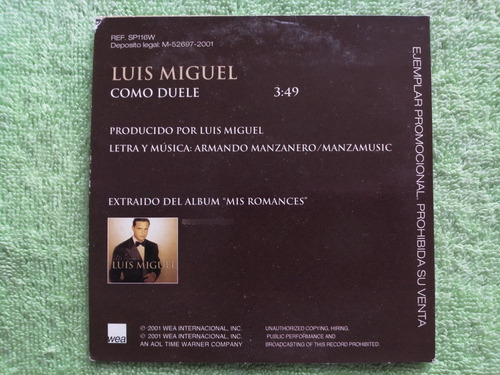 REF. SP116W
Deposito legal: M-52697-2001
LUIS MIGUEL
COMO DUELE 3:49
PRODUCIDO POR LUIS MIGUEL
LETRA Y MÚSICA: ARMANDO MANZANERO/MANZAMUSIC
EXTRAIDO DEL ALBUM "MIS ROMANCES"
LUIS MIGUEL
wea
℗ 2001 WEA INTERNACIONAL, INC.
℗ 2001 WEA INTERNACIONAL, INC.
AN AOL TIME WARNER COMPANY
UNAUTHORIZED COPYING, HIRING,
PUBLIC PERFORMANCE AND
BROADCASTING OF THIS RECORD PROHIBITED.
EJEMPLAR PROMOCIONAL. PROHIBIDA SU VENTA